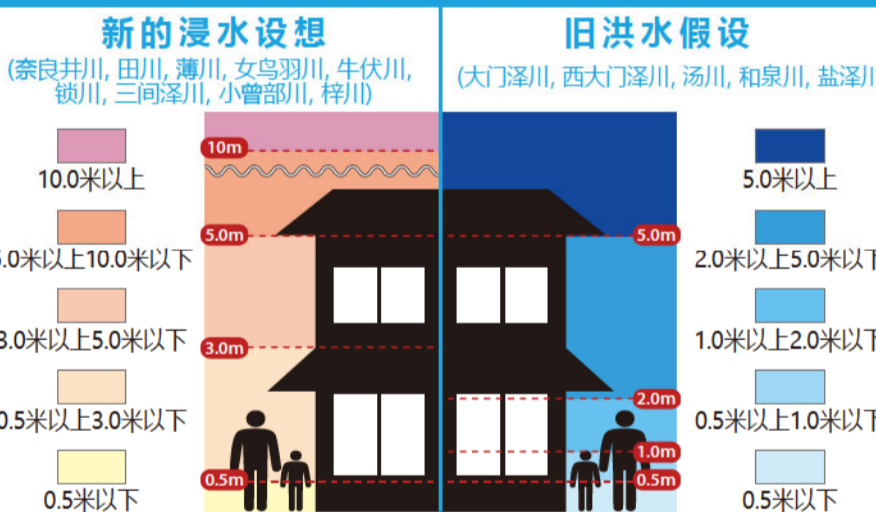 新的浸水设想
(奈良井川, 田川, 薄川, 女鸟羽川, 牛伏川,
锁川, 三间泽川, 小曾部川, 梓川)
10.0米以上
5.0米以上10.0米以下
3.0米以上5.0米以下
0.5米以上3.0米以下
0.5米以下
10m
5.0m
3.0m
0.5m
旧洪水假设
(大门泽川, 西大门泽川, 汤川, 和泉川, 盐泽川
5.0m
2.0m
1.0m
0.5m
5.0米以上
2.0米以上5.0米以下
1.0米以上2.0米以下
0.5米以上1.0米以下
0.5米以下